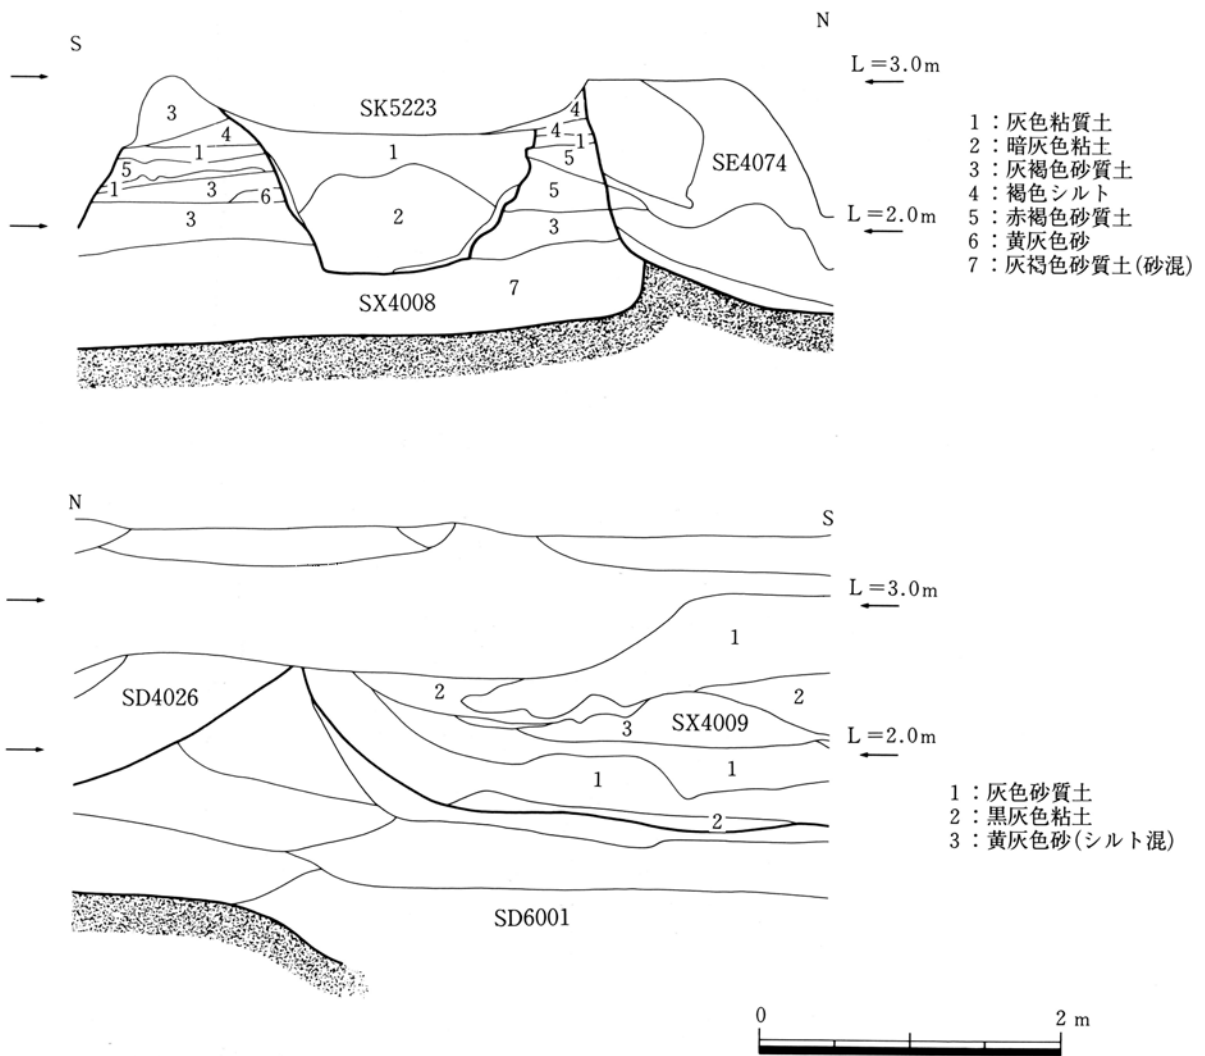 S
N
L=3.0m
SK5223
3
4
4
4
1
1
1
5
5
SE4074
1
3
6
5
2
3
3
L=2.0m
7
SX4008
1：灰色粘質土
2：暗灰色粘土
3：灰褐色砂質土
4：褐色シルト
5：赤褐色砂質土
6：黄灰色砂
7：灰褐色砂質土(砂混)
N
S
L=3.0m
1
SD4026
2
2
3
SX4009
L=2.0m
1
1
2
SD6001
1：灰色砂質土
2：黒灰色粘土
3：黄灰色砂(シルト混)
0
2 m